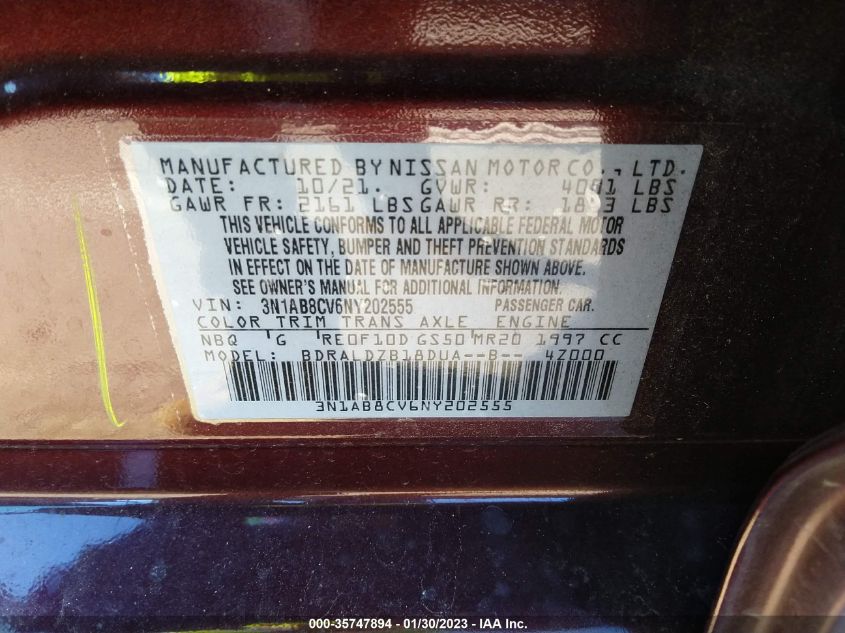 MANUFACTURED BY NISSAN MOTOR CO., LTD.
DATE: 10/21. GVWR: LBS
GAWR FR: 2161 LBS GAWR RR: LBS
THIS VEHICLE CONFORMS TO ALL APPLICABLE FEDERAL MOTOR
VEHICLE SAFETY, BUMPER AND THEFT PREVENTION STANDARDS
IN EFFECT ON THE DATE OF MANUFACTURE SHOWN ABOVE.
SEE OWNER'S MANUAL FOR ADDITIONAL INFORMATION.
VIN: 3N1AB8CV6NY202555 PASSENGER CAR.
COLOR TRIM TRANS AXLE ENGINE
NBQ G RE0F10D GS50 MR20 1997 CC
MODEL: BDRALDZB18DUA--B-- 4Z000
3N1AB8CV6NY202555
000-35747894 - 01/30/2023 - IAA Inc.